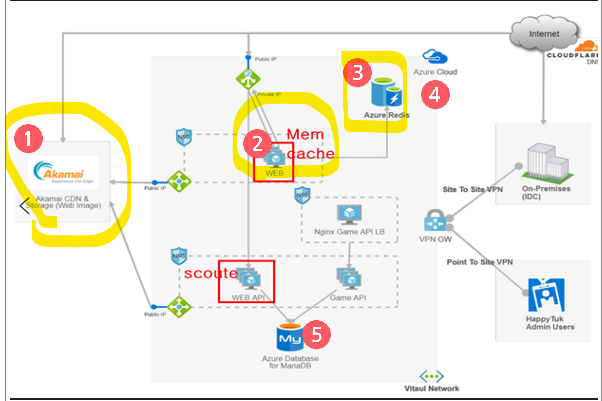 Internet
CLOUDFLARE
DNS
Public IP
3
Azure Cloud
4
Private IP
Azure Redis
1
NSG
2
Mem
cache
WEB
Akamai
Experience the Edge
Akamai CDN &
Storage (Web Image)
Public IP
NSG
Site To Site VPN
On-Premises
(IDC)
Nginx Game API LB
VPN GW
NSG
scoute
Point To Site VPN
WEB API
Game API
HappyTuk
Admin Users
Public IP
My
5
Azure Database
for MariaDB
Vitaul Network